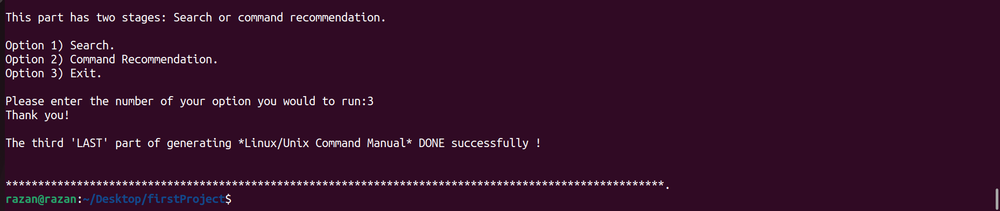 This part has two stages: Search or command recommendation.
Option 1) Search.
Option 2) Command Recommendation.
Option 3) Exit.
Please enter the number of your option you would to run:3
Thank you!
The third 'LAST' part of generating *Linux/Unix Command Manual* DONE successfully !
******************************************************************************************************.
razan@razan:~/Desktop/firstProject$